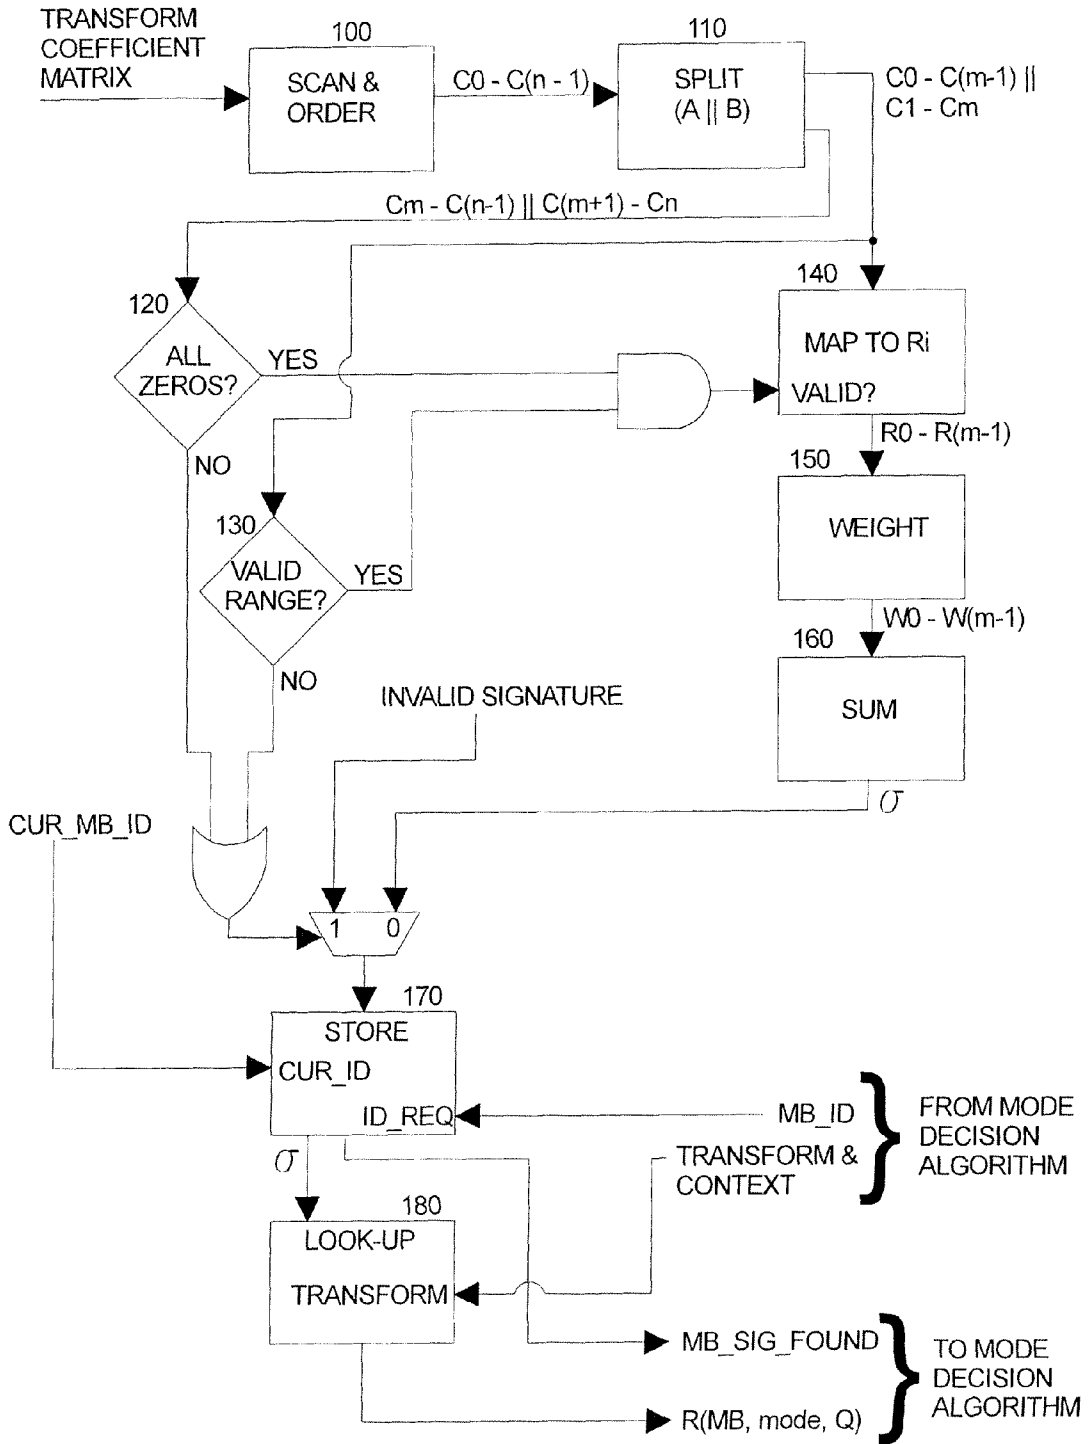 TRANSFORM
COEFFICIENT
MATRIX
100
SCAN &
ORDER
C0 - C(n - 1)
110
SPLIT
(A || B)
C0 - C(m-1) ||
C1 - Cm
Cm - C(n-1) || C(m+1) - Cn
120
ALL
ZEROS?
YES
NO
140
MAP TO Ri
VALID?
R0 - R(m-1)
130
VALID
RANGE?
YES
NO
150
WEIGHT
W0 - W(m-1)
160
SUM
σ
INVALID SIGNATURE
CUR_MB_ID
1 0
170
STORE
CUR_ID
ID_REQ
MB_ID
TRANSFORM &
CONTEXT
FROM MODE
DECISION
ALGORITHM
σ
180
LOOK-UP
TRANSFORM
MB_SIG_FOUND
R(MB, mode, Q)
TO MODE
DECISION
ALGORITHM